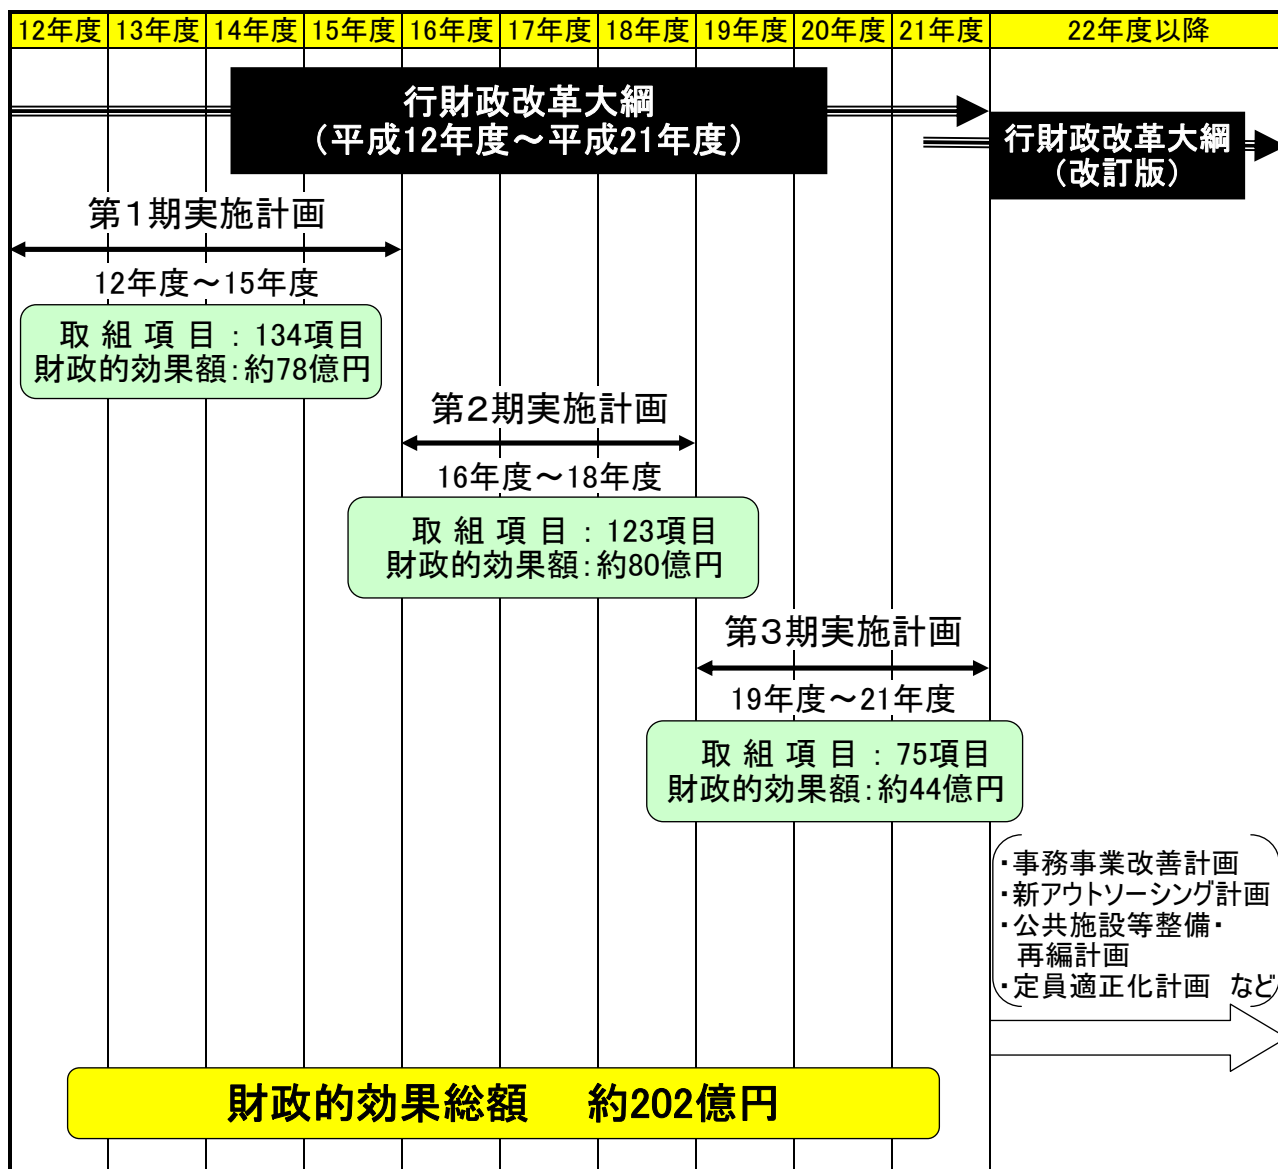 12年度 13年度 14年度 15年度 16年度 17年度 18年度 19年度 20年度 21年度 22年度以降
行財政改革大綱
（平成12年度～平成21年度）
行財政改革大綱
（改訂版）
第１期実施計画
12年度～15年度
取 組 項 目 : 134項目
財政的効果額：約78億円
第２期実施計画
16年度～18年度
取 組 項 目 : 123項目
財政的効果額：約80億円
第３期実施計画
19年度～21年度
取 組 項 目 : 75項目
財政的効果額：約44億円
・事務事業改善計画
・新アウトソーシング計画
・公共施設等整備・
再編計画
・定員適正化計画　など
財政的効果総額　約202億円